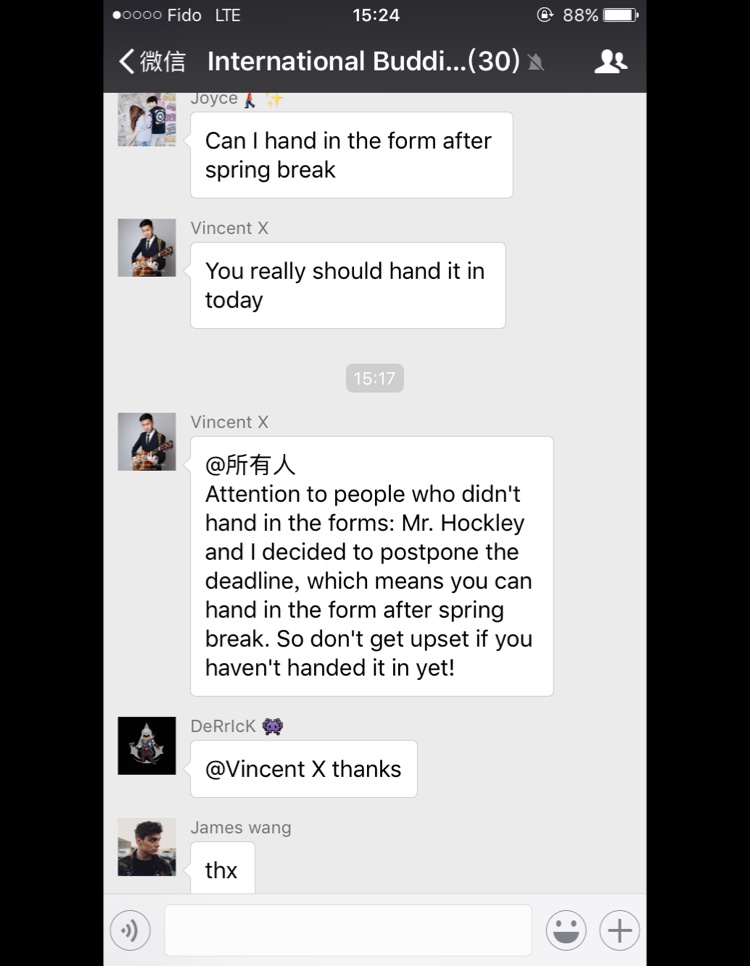 Fido LTE 15:24 88%
微信 International Buddi...(30)
Joyce
Can I hand in the form after
spring break
Vincent X
You really should hand it in
today
15:17
Vincent X
@所有人
Attention to people who didn't
hand in the forms: Mr. Hockley
and I decided to postpone the
deadline, which means you can
hand in the form after spring
break. So don't get upset if you
haven't handed it in yet!
DeRrIcK
@Vincent X thanks
James wang
thx